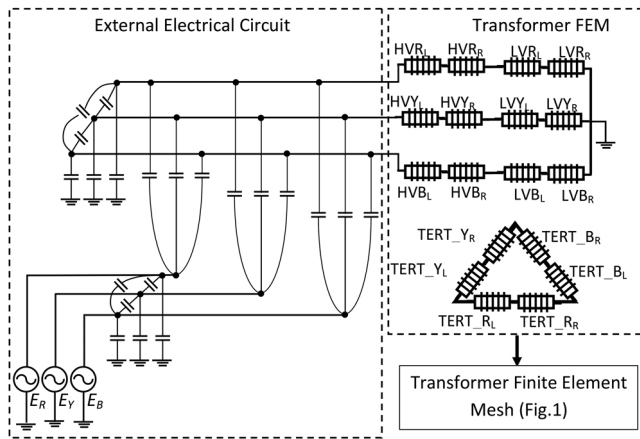 External Electrical Circuit
Transformer FEM
HVR_L HVR_R LVR_L LVR_R
HVY_L HVY_R LVY_L LVY_R
HVB_L HVB_R LVB_L LVB_R
TERT_Y_R TERT_B_R
TERT_Y_L TERT_B_L
TERT_R_L TERT_R_R
E_R E_Y E_B
Transformer Finite Element
Mesh (Fig.1)